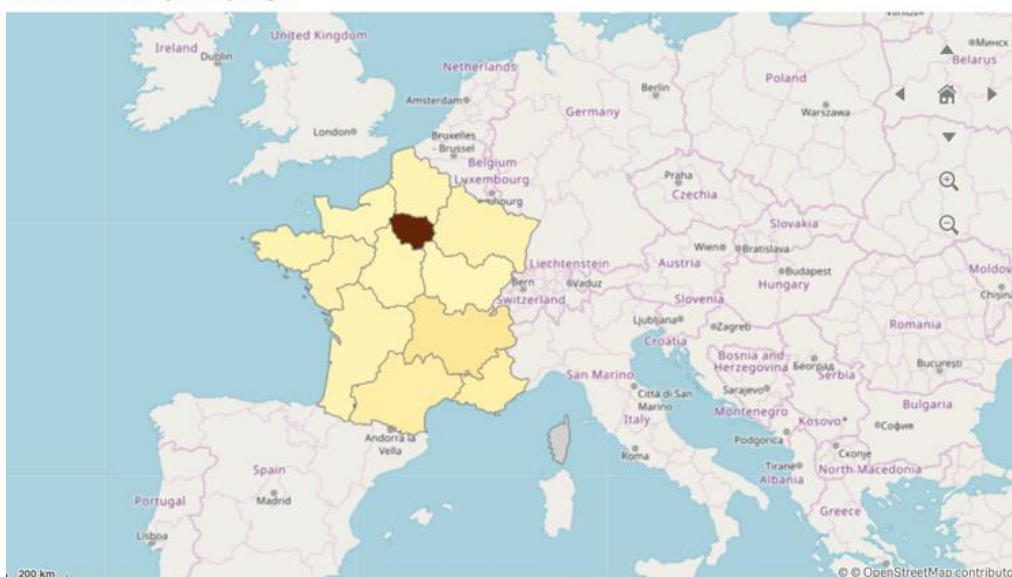 Vilnius
Ireland
Dublin
United Kingdom
Минск
Belarus
Netherlands
Berlin
Poland
Amsterdam
Germany
Warszawa
London
Bruxelles
- Brussel
Belgium
Luxembourg
Praha
Czechia
Slovakia
Wien
Bratislava
Liechtenstein
Austria
Budapest
Hungary
Bern
Vaduz
Switzerland
Slovenia
Ljubljana
Zagreb
Croatia
Romania
Bosnia and
Herzegovina
Београд
Serbia
București
San Marino
Città di San
Marino
Sarajevo
Italy
Montenegro
Kosovo*
Bulgaria
София
Podgorica
Andorra la
Vella
Roma
Скопје
Tirane
North Macedonia
Albania
Spain
Madrid
Portugal
Lisboa
Greece
200 km
© © OpenStreetMap contributo